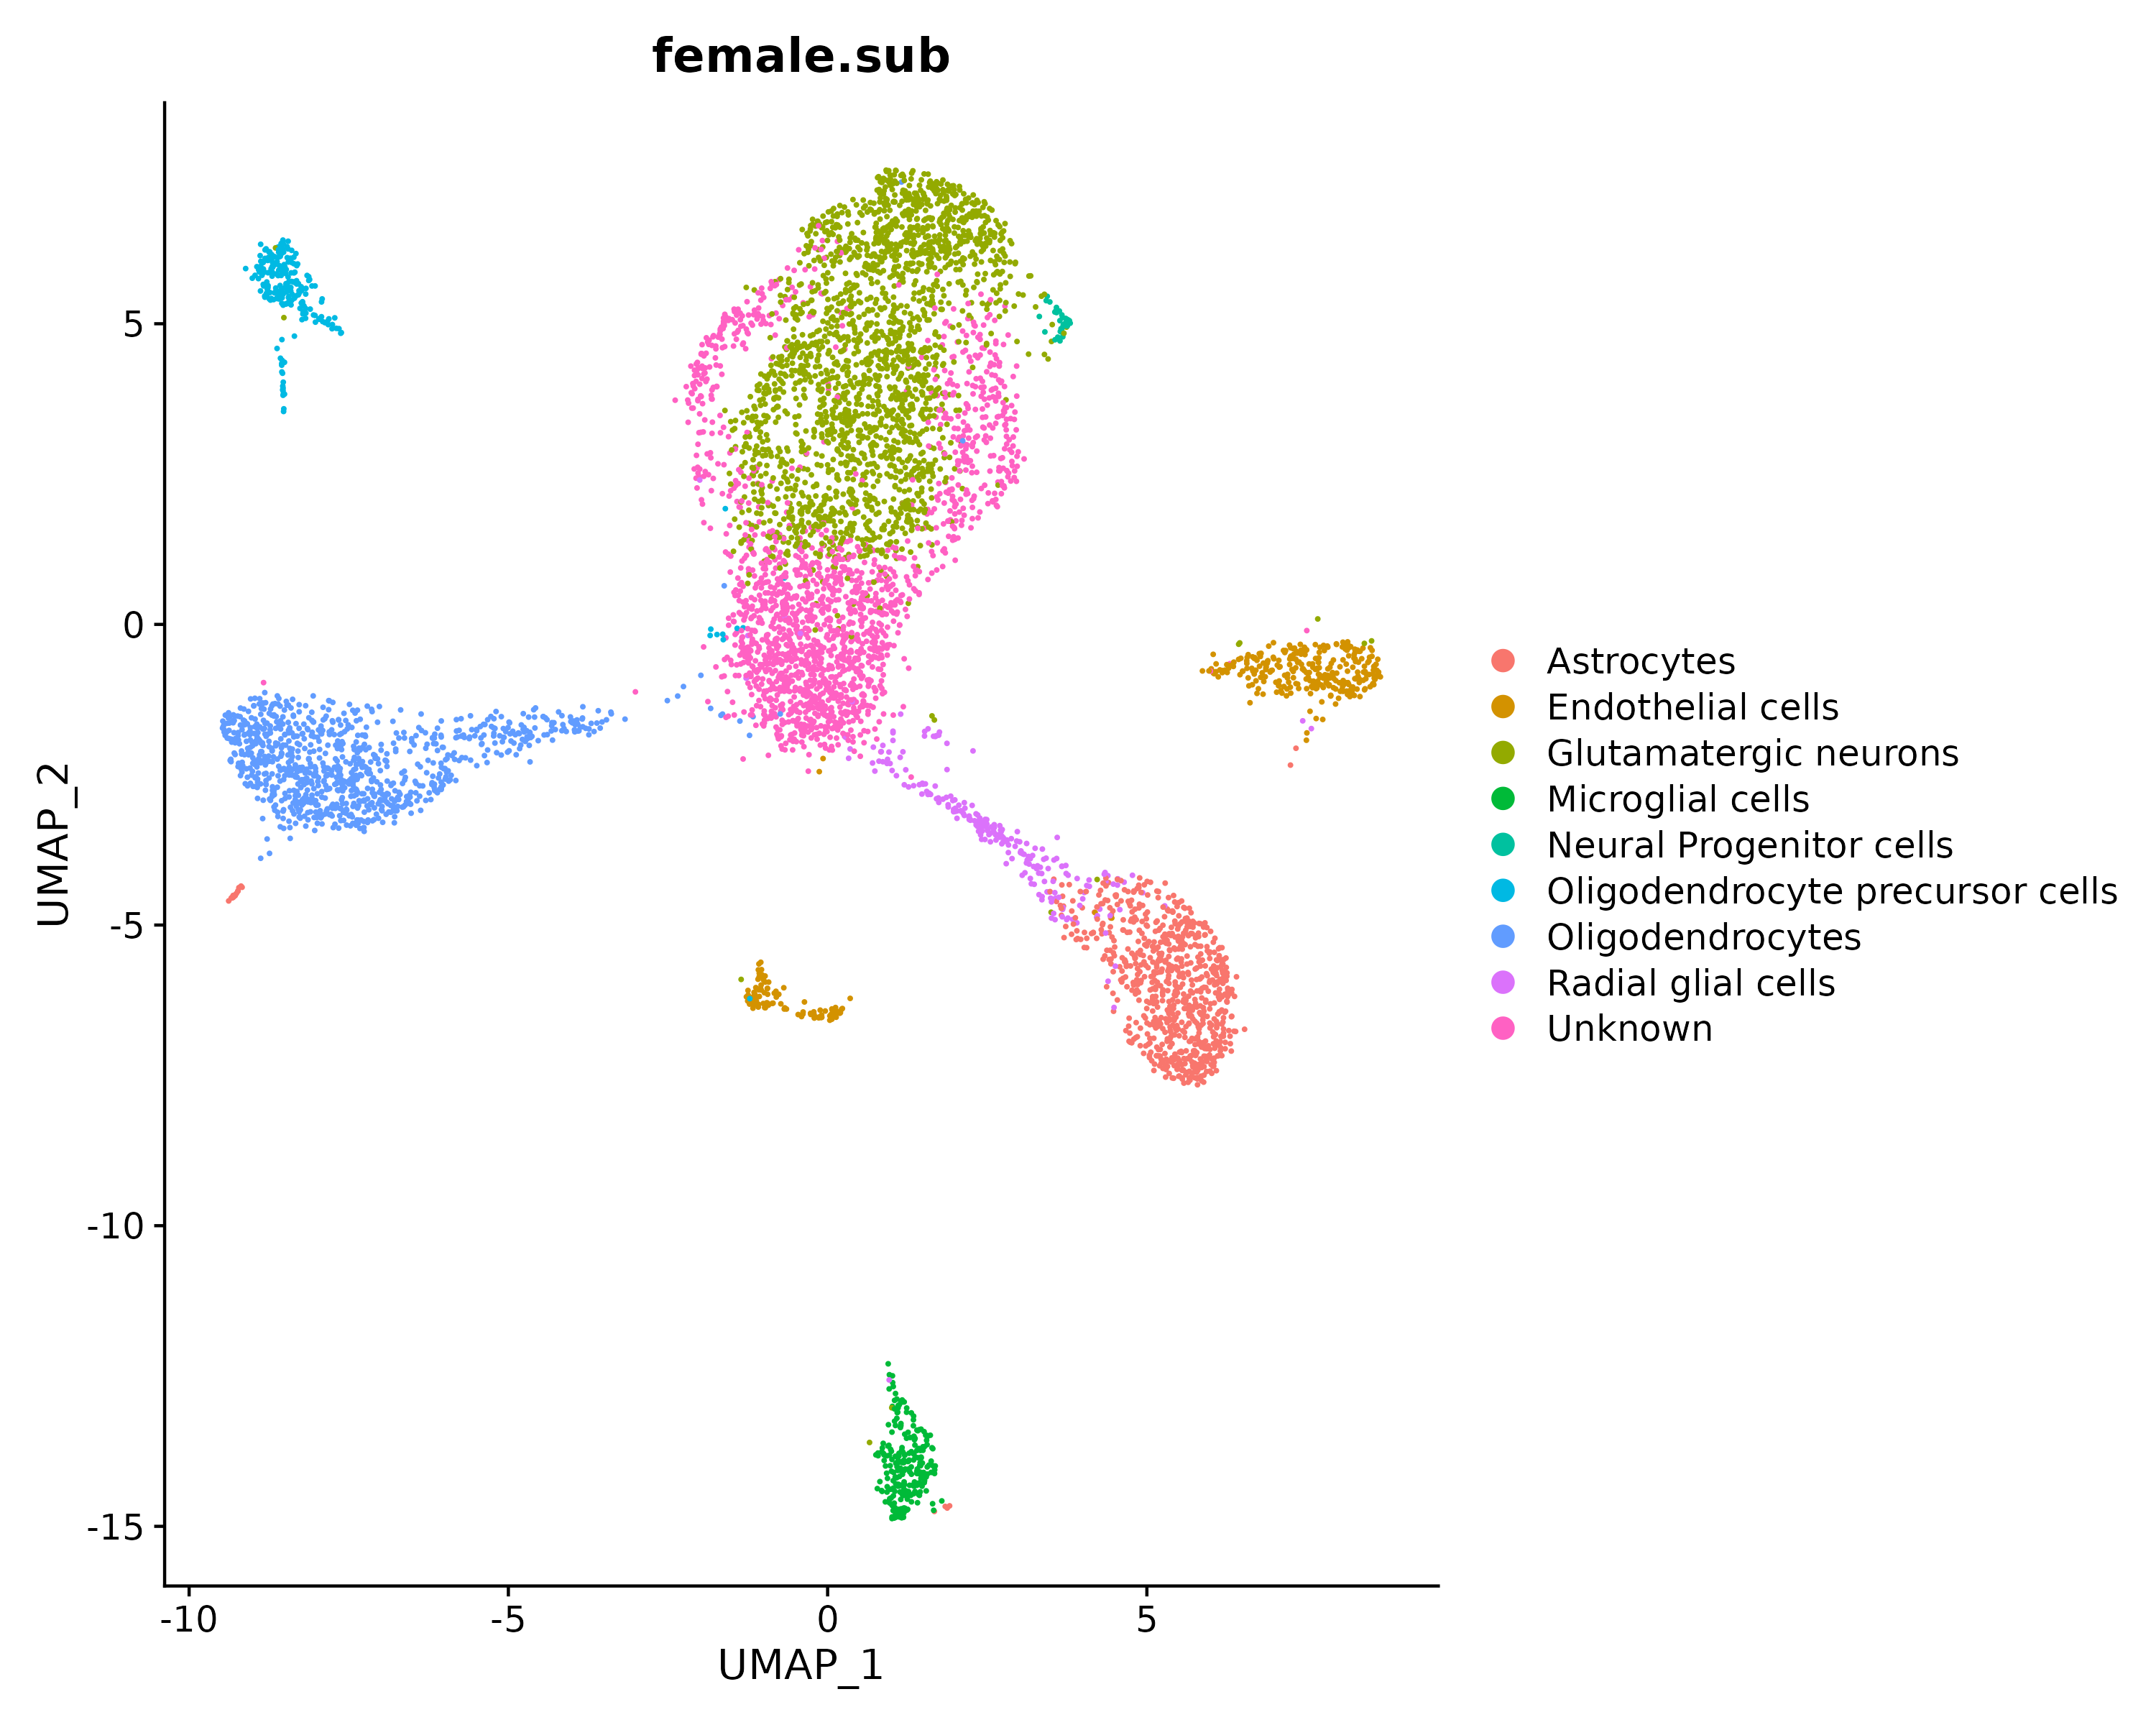 female.sub
5
0
-5
-10
-15
UMAP_2
-10 -5 0 5
UMAP_1
Astrocytes
Endothelial cells
Glutamatergic neurons
Microglial cells
Neural Progenitor cells
Oligodendrocyte precursor cells
Oligodendrocytes
Radial glial cells
Unknown